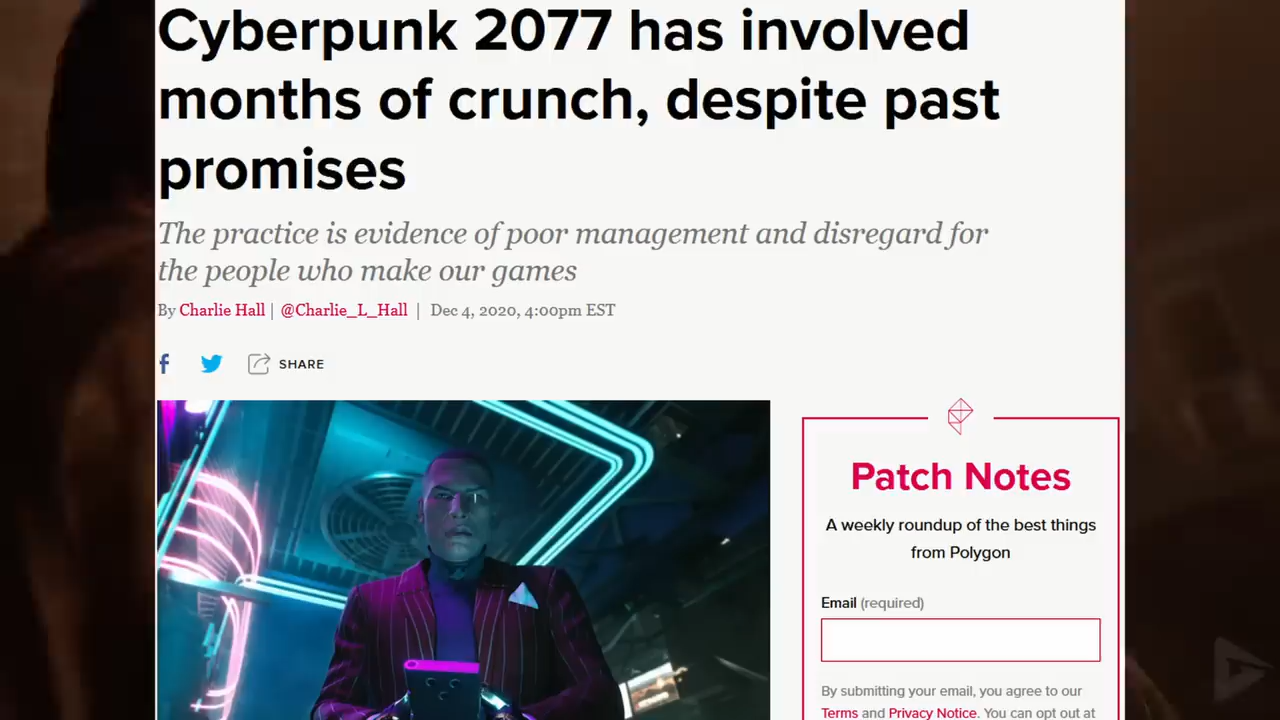 Cyberpunk 2077 has involved
months of crunch, despite past
promises
The practice is evidence of poor management and disregard for
the people who make our games
By Charlie Hall | @Charlie_L_Hall | Dec 4, 2020, 4:00pm EST
SHARE
Patch Notes
A weekly roundup of the best things
from Polygon
Email (required)
By submitting your email, you agree to our
Terms and Privacy Notice. You can opt out at